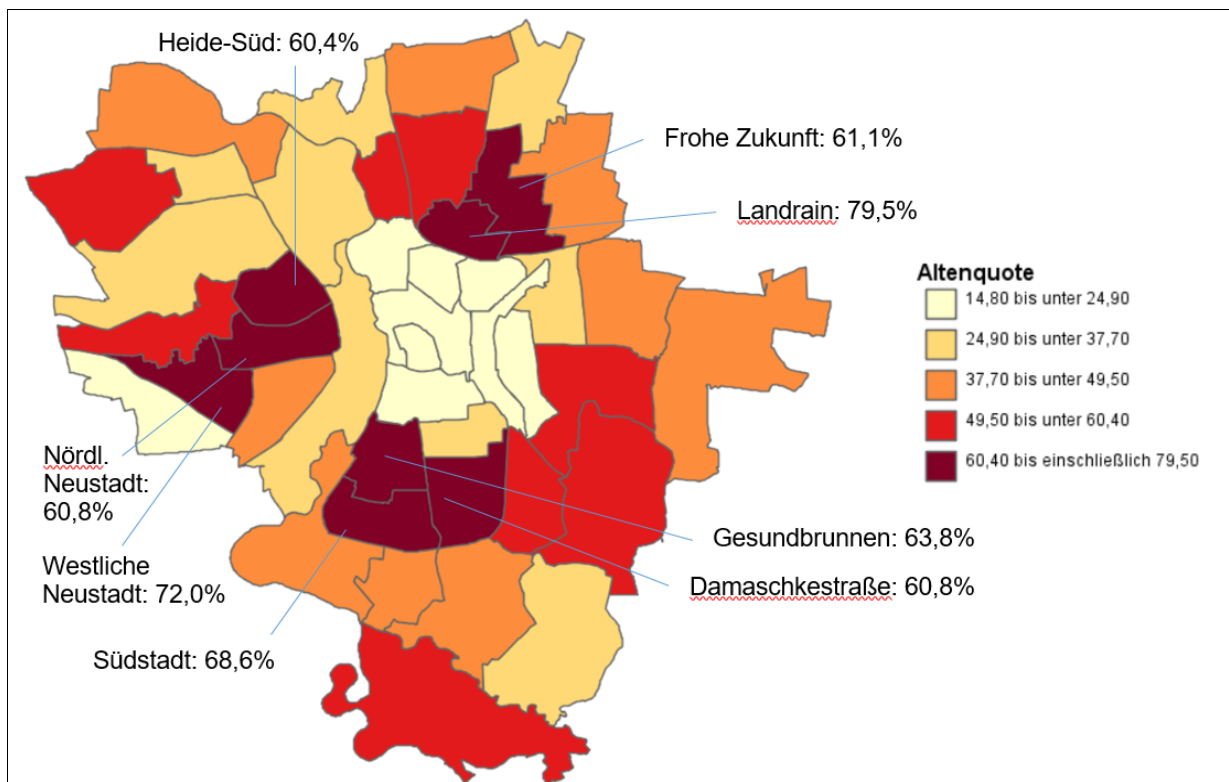 Heide-Süd: 60,4%
Frohe Zukunft: 61,1%
Landrain: 79,5%
Altenquote
14,80 bis unter 24,90
24,90 bis unter 37,70
37,70 bis unter 49,50
49,50 bis unter 60,40
60,40 bis einschließlich 79,50
Nördl.
Neustadt:
60,8%
Westliche
Neustadt: 72,0%
Südstadt: 68,6%
Gesundbrunnen: 63,8%
Damaschkestraße: 60,8%